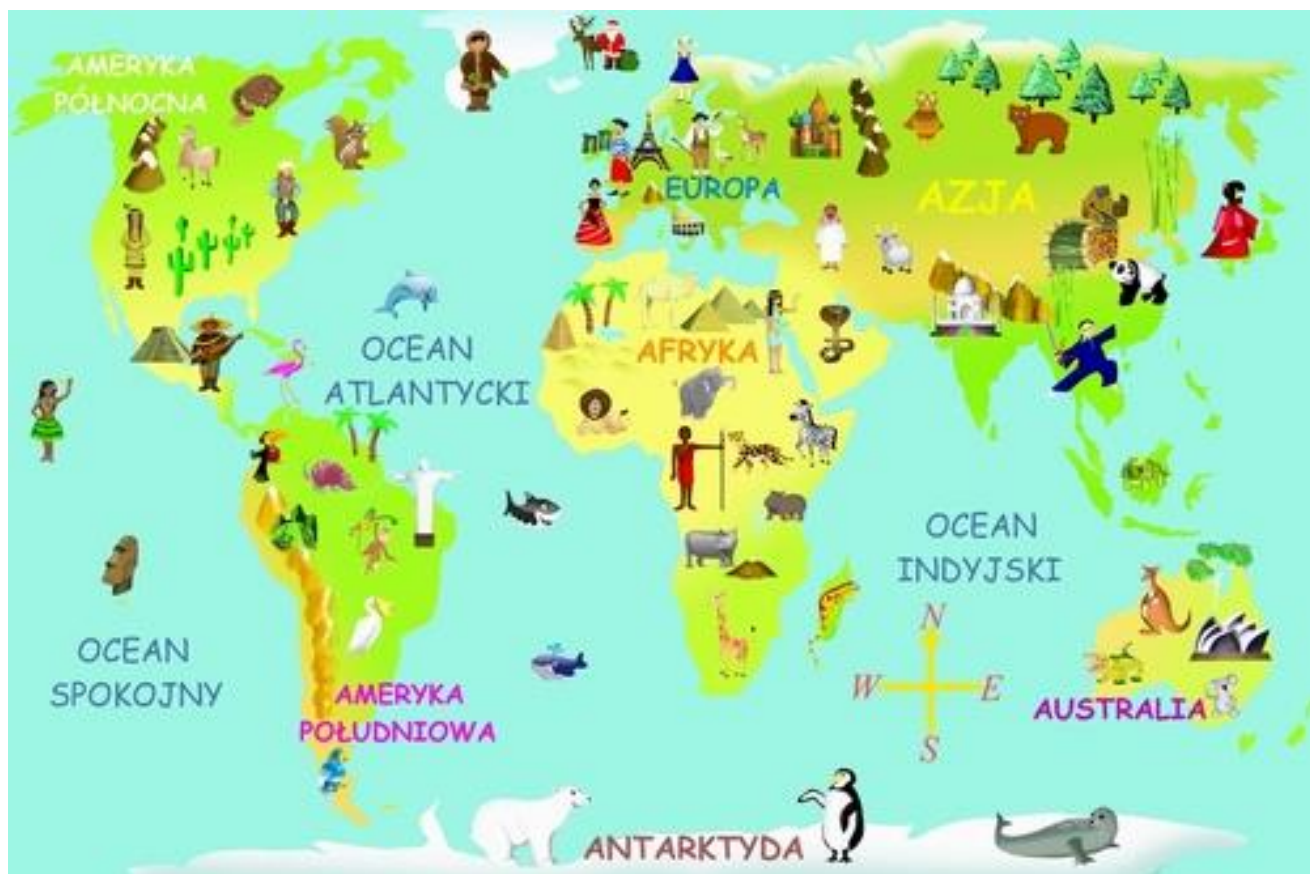 AMERYKA
PÓŁNOCNA
EUROPA
AZJA
OCEAN
ATLANTYCKI
AFRYKA
OCEAN
INDYJSKI
OCEAN
SPOKOJNY
AMERYKA
POŁUDNIOWA
N
W E
S
AUSTRALIA
ANTARKTYDA